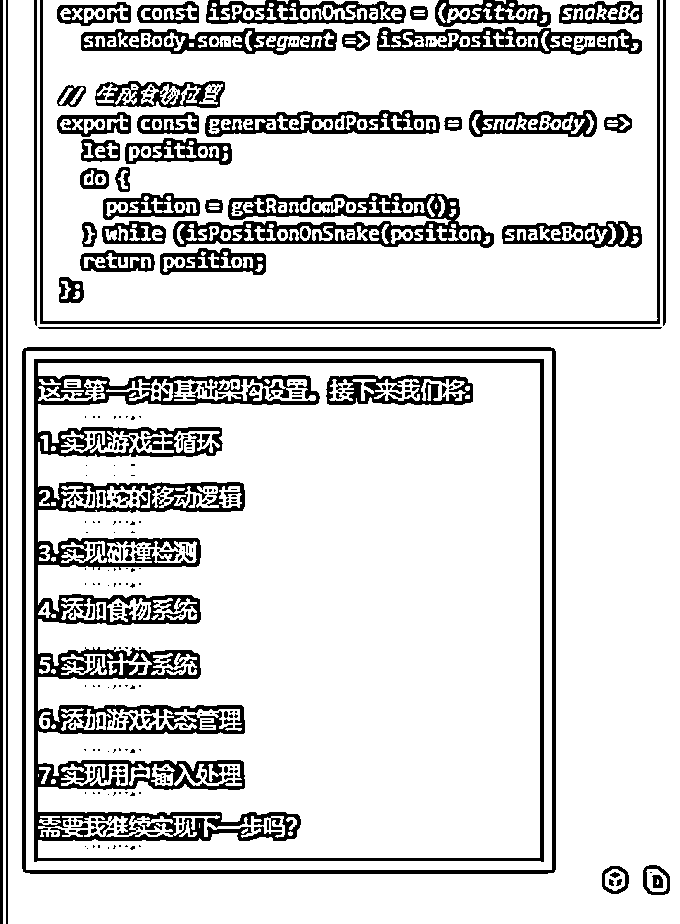 export const isPositionOnSnake = (position, snakeBo
snakeBody.some(segment => isSamePosition(segment,
// 生成食物位置
export const generateFoodPosition = (snakeBody) =>
let position;
do {
position = getRandomPosition();
} while (isPositionOnSnake(position, snakeBody));
return position;
};
这是第一步的基础架构设置。接下来我们将:
1. 实现游戏主循环
2. 添加蛇的移动逻辑
3. 实现碰撞检测
4. 添加食物系统
5. 实现计分系统
6. 添加游戏状态管理
7. 实现用户输入处理
需要我继续实现下一步吗?